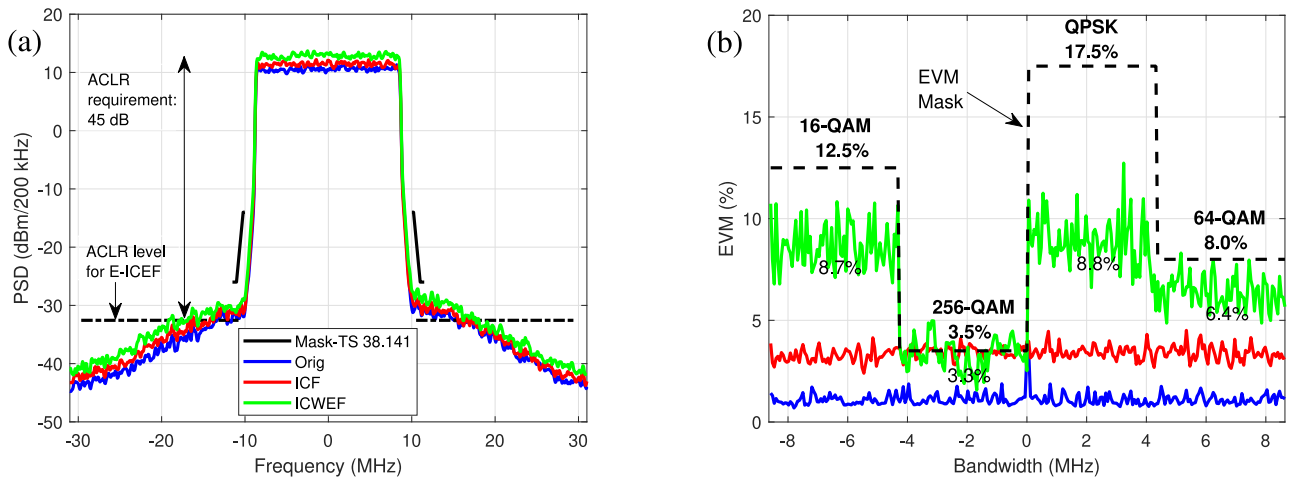 (a)
20
10
0
-10
-20
-30
-40
-50
PSD (dBm/200 kHz)
ACLR
requirement:
45 dB
ACLR level
for E-ICEF
Mask-TS 38.141
Orig
ICF
ICWEF
-30
-20
-10
0
10
20
30
Frequency (MHz)
(b)
20
15
10
5
0
EVM (%)
QPSK
17.5%
EVM
Mask
16-QAM
12.5%
64-QAM
8.0%
8.7%
8.8%
256-QAM
3.5%
6.4%
3.3%
-8
-6
-4
-2
0
2
4
6
8
Bandwidth (MHz)